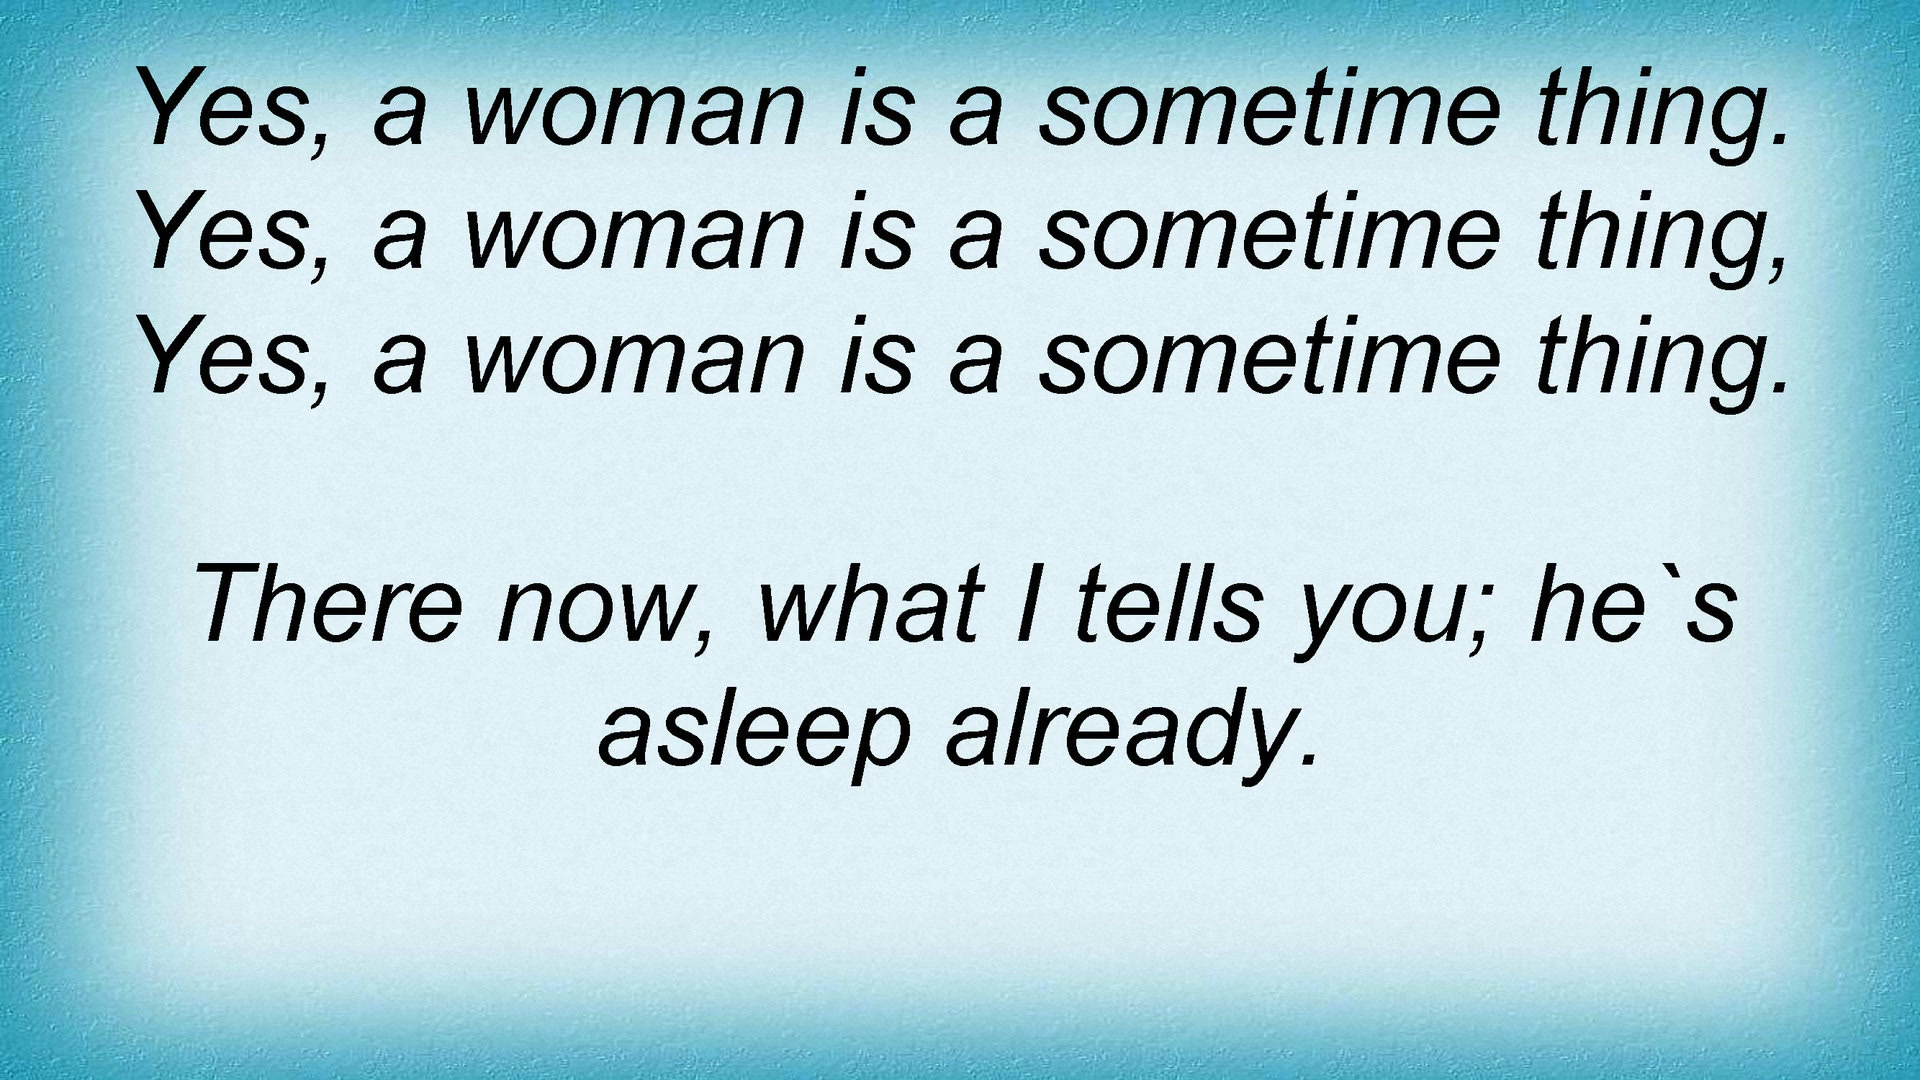 Yes, a woman is a sometime thing.
Yes, a woman is a sometime thing,
Yes, a woman is a sometime thing.
There now, what I tells you; he`s
asleep already.